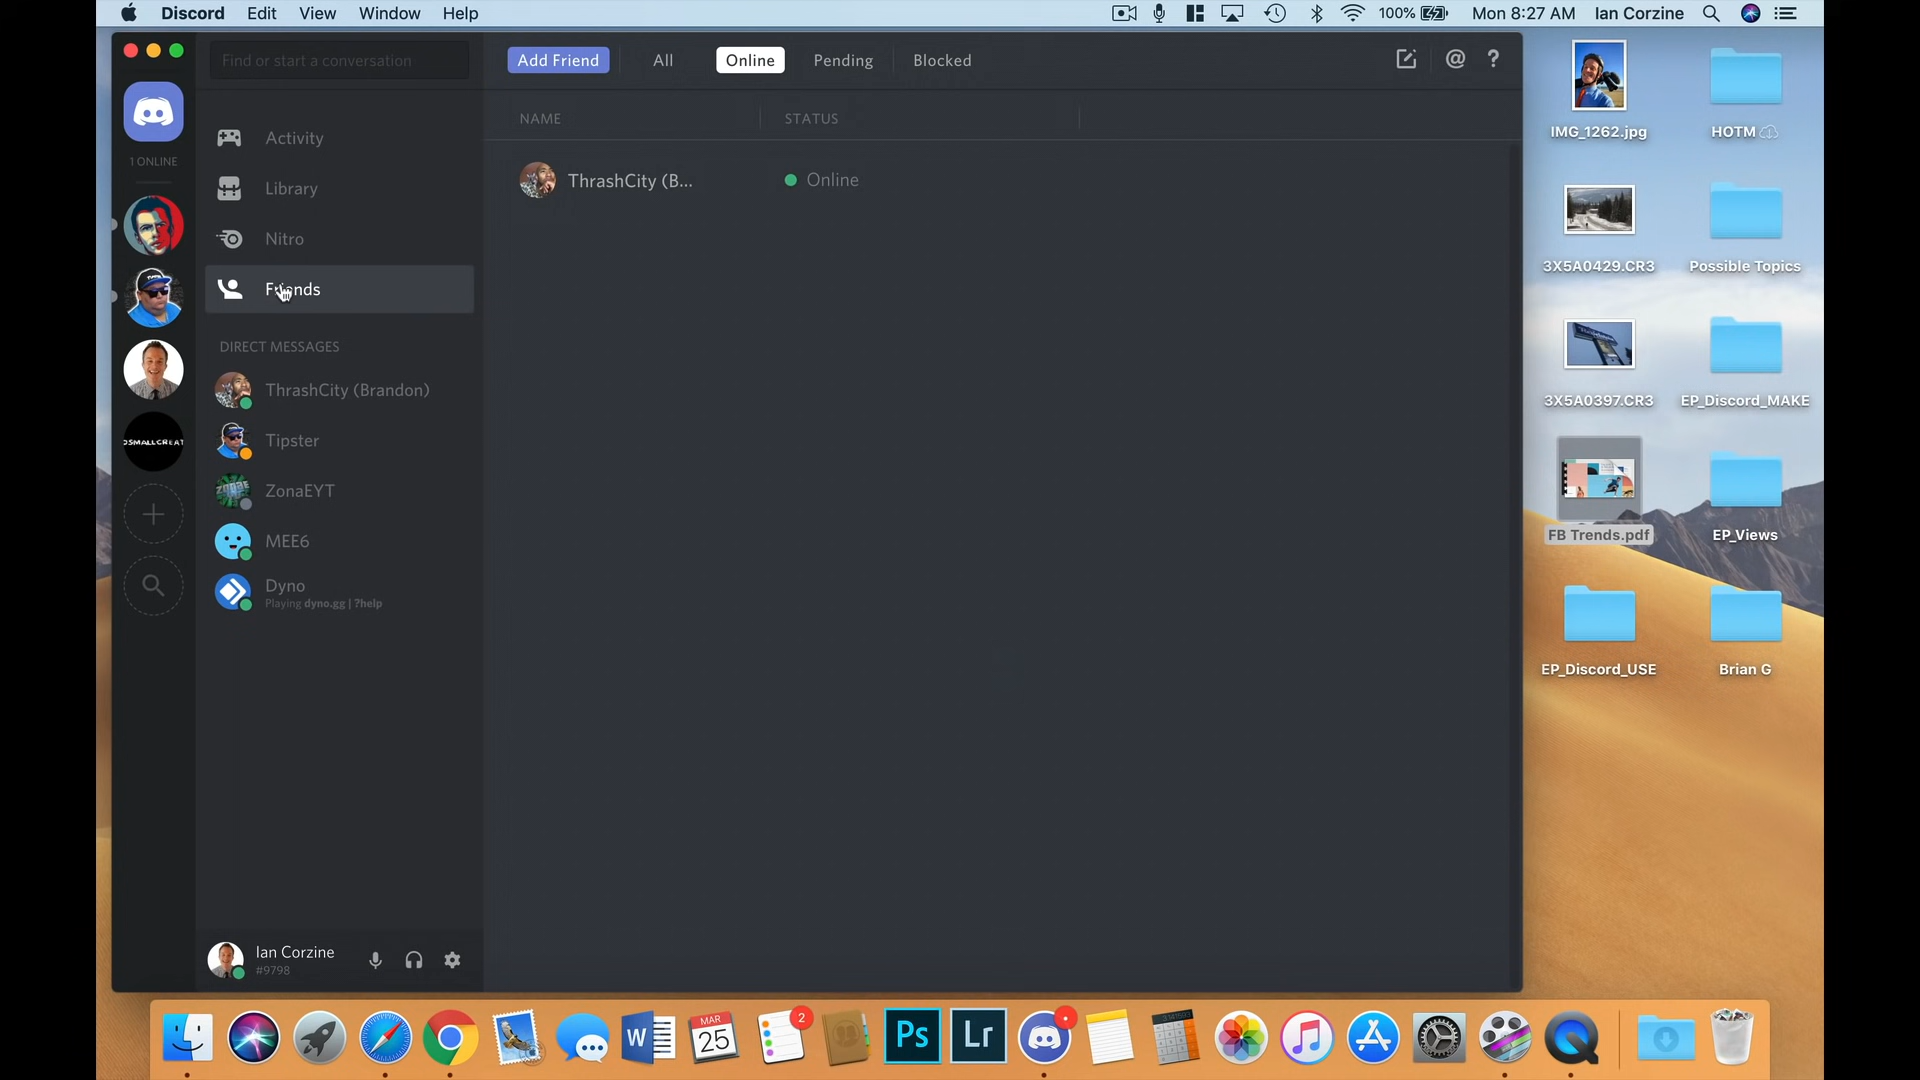 Discord Edit View Window Help 100% Mon 8:27 AM Ian Corzine
Find or start a conversation
Add Friend All Online Pending Blocked @ ?
1 ONLINE
Activity
Library
Nitro
Friends
DIRECT MESSAGES
ThrashCity (Brandon)
Tipster
ZonaEYT
MEE6
Dyno
Playing dyno.gg | ?help
Ian Corzine
#9798
NAME STATUS
ThrashCity (B... Online
IMG_1262.jpg HOTM
3X5A0429.CR3 Possible Topics
3X5A0397.CR3 EP_Discord_MAKE
FB Trends.pdf EP_Views
EP_Discord_USE Brian G
W MAR 25 2 Ps Lr